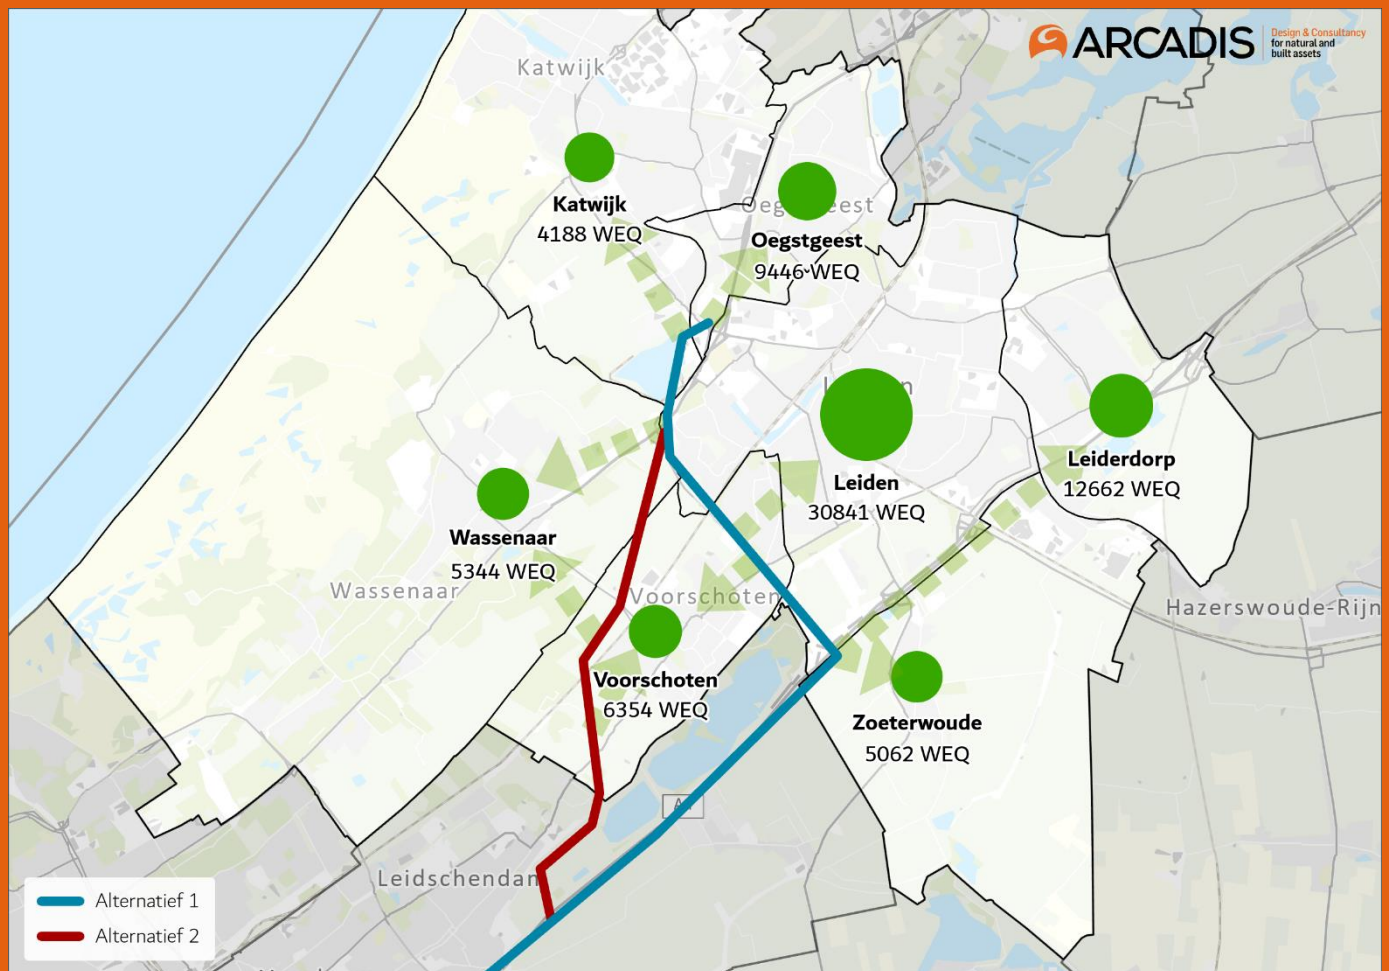 ARCADIS
Design & Consultancy
for natural and
built assets
Katwijk
Katwijk
4188 WEQ
Oegstgeest
9446 WEQ
Leiden
30841 WEQ
Leiderdorp
12662 WEQ
Wassenaar
5344 WEQ
Wassenaar
Voorschoten
Voorschoten
6354 WEQ
Hazerswoude-Rijn
Zoeterwoude
5062 WEQ
Leidschendam
Alternatief 1
Alternatief 2